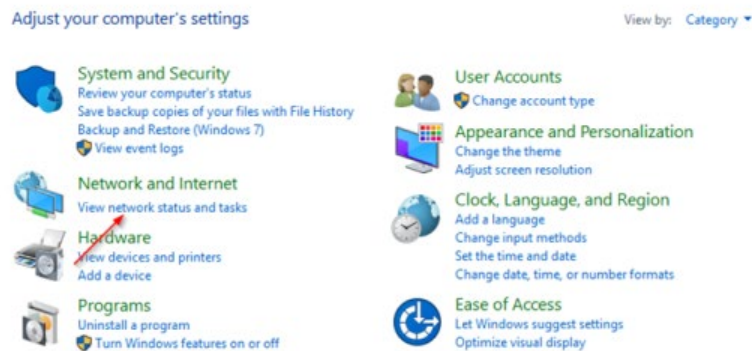 Adjust your computer's settings
View by: Category
System and Security
Review your computer's status
Save backup copies of your files with File History
Backup and Restore (Windows 7)
View event logs
Network and Internet
View network status and tasks
Hardware
View devices and printers
Add a device
Programs
Uninstall a program
Turn Windows features on or off
User Accounts
Change account type
Appearance and Personalization
Change the theme
Adjust screen resolution
Clock, Language, and Region
Add a language
Change input methods
Set the time and date
Change date, time, or number formats
Ease of Access
Let Windows suggest settings
Optimize visual display